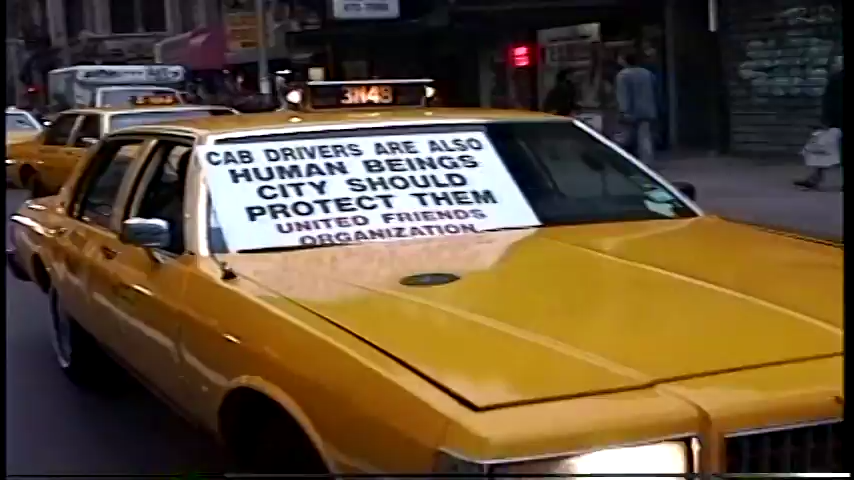 3N48
CAB DRIVERS ARE ALSO
HUMAN BEINGS
CITY SHOULD
PROTECT THEM
UNITED FRIENDS
ORGANIZATION